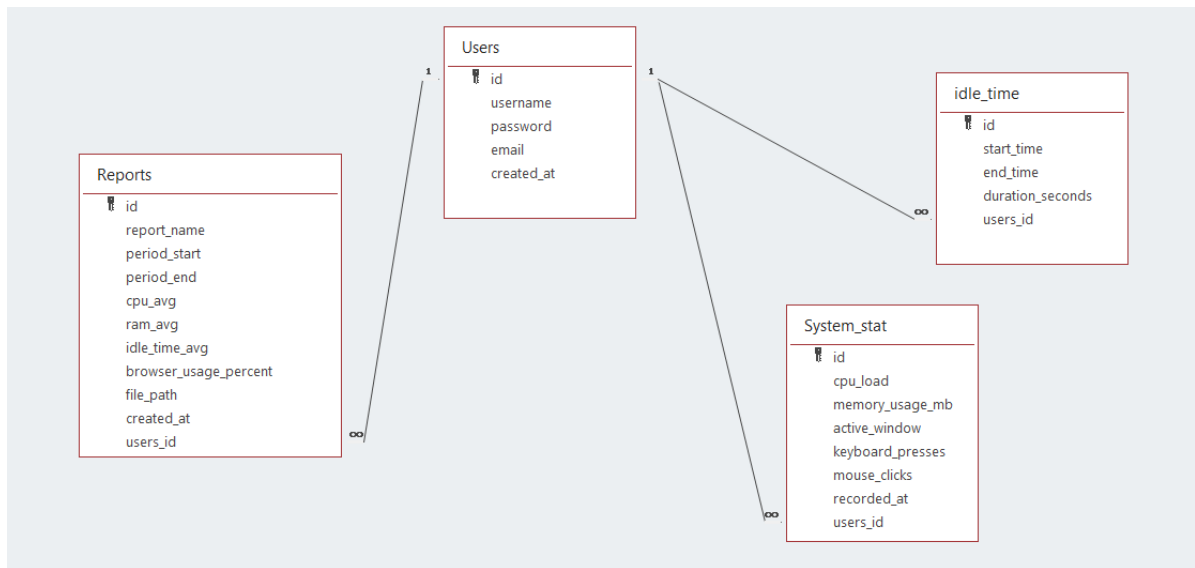 Users
id
username
password
email
created_at
1
1
Reports
id
report_name
period_start
period_end
cpu_avg
ram_avg
idle_time_avg
browser_usage_percent
file_path
created_at
users_id
∞
idle_time
id
start_time
end_time
duration_seconds
users_id
∞
System_stat
id
cpu_load
memory_usage_mb
active_window
keyboard_presses
mouse_clicks
recorded_at
users_id
∞